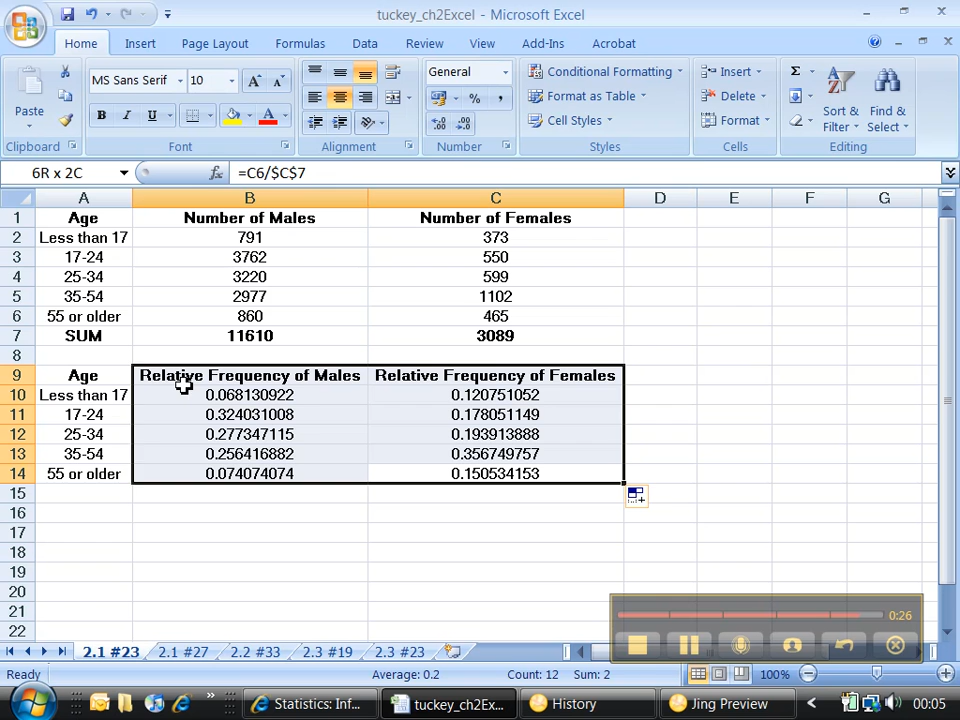 tuckey_ch2Excel - Microsoft Excel
Home Insert Page Layout Formulas Data Review View Add-Ins Acrobat
Paste
MS Sans Serif 10
B I U A
General
$ % ,
Conditional Formatting
Format as Table
Cell Styles
Insert
Delete
Format
Σ
Sort & Filter
Find & Select
Clipboard Font Alignment Number Styles Cells Editing
6R x 2C fx =C6/$C$7
A B C D E F G
1 Age Number of Males Number of Females
2 Less than 17 791 373
3 17-24 3762 550
4 25-34 3220 599
5 35-54 2977 1102
6 55 or older 860 465
7 SUM 11610 3089
8
9 Age Relative Frequency of Males Relative Frequency of Females
10 Less than 17 0.068130922 0.120751052
11 17-24 0.324031008 0.178051149
12 25-34 0.277347115 0.193913888
13 35-54 0.256416882 0.356749757
14 55 or older 0.074074074 0.150534153
15
16
17
18
19
20
21
22
0:26
2.1 #23 2.1 #27 2.2 #33 2.3 #19 2.3 #23
Ready Average: 0.2 Count: 12 Sum: 2 100%
Statistics: Inf... tuckey_ch2Ex... History Jing Preview 00:05